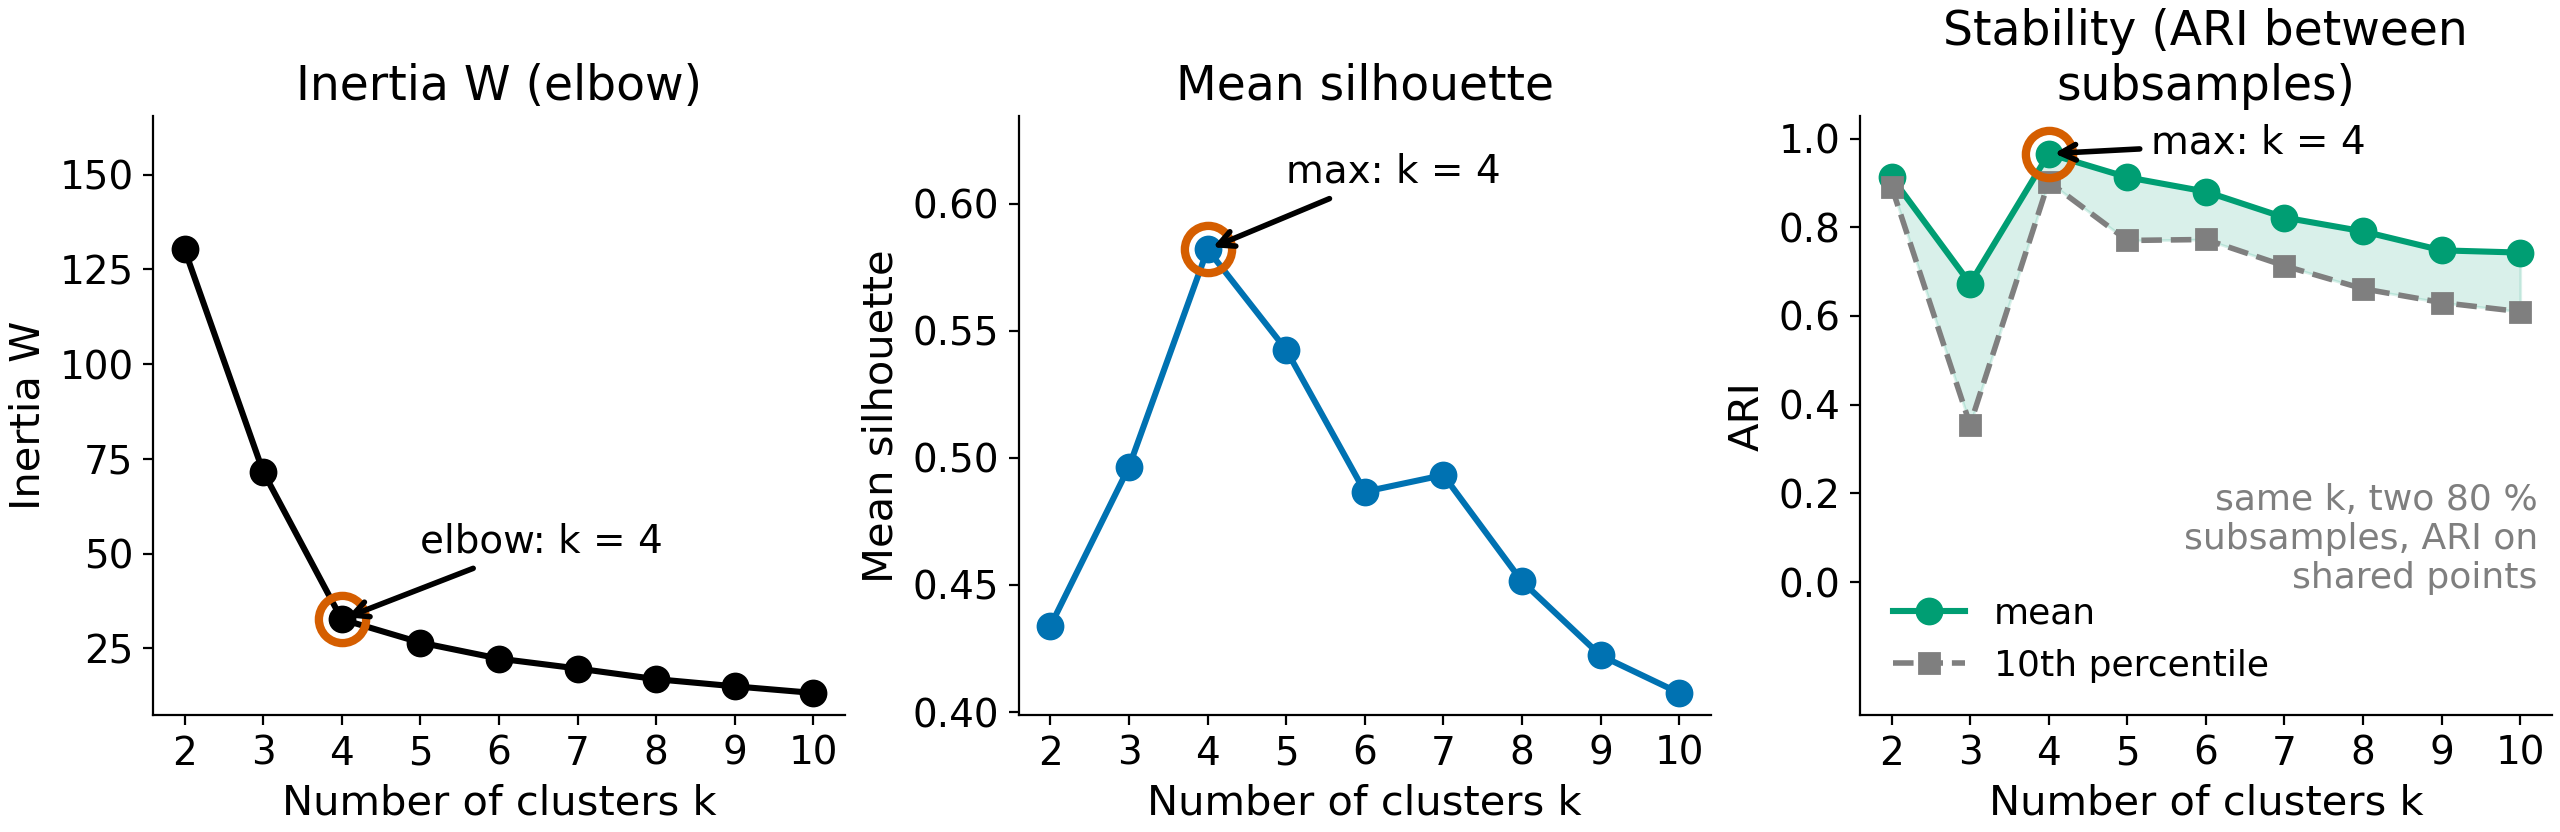 Inertia W (elbow)
Inertia W
150
125
100
75
50
25
elbow: k = 4
2 3 4 5 6 7 8 9 10
Number of clusters k
Mean silhouette
Mean silhouette
0.60
0.55
0.50
0.45
0.40
max: k = 4
2 3 4 5 6 7 8 9 10
Number of clusters k
Stability (ARI between
subsamples)
ARI
1.0
0.8
0.6
0.4
0.2
0.0
max: k = 4
same k, two 80 %
subsamples, ARI on
shared points
mean
10th percentile
2 3 4 5 6 7 8 9 10
Number of clusters k